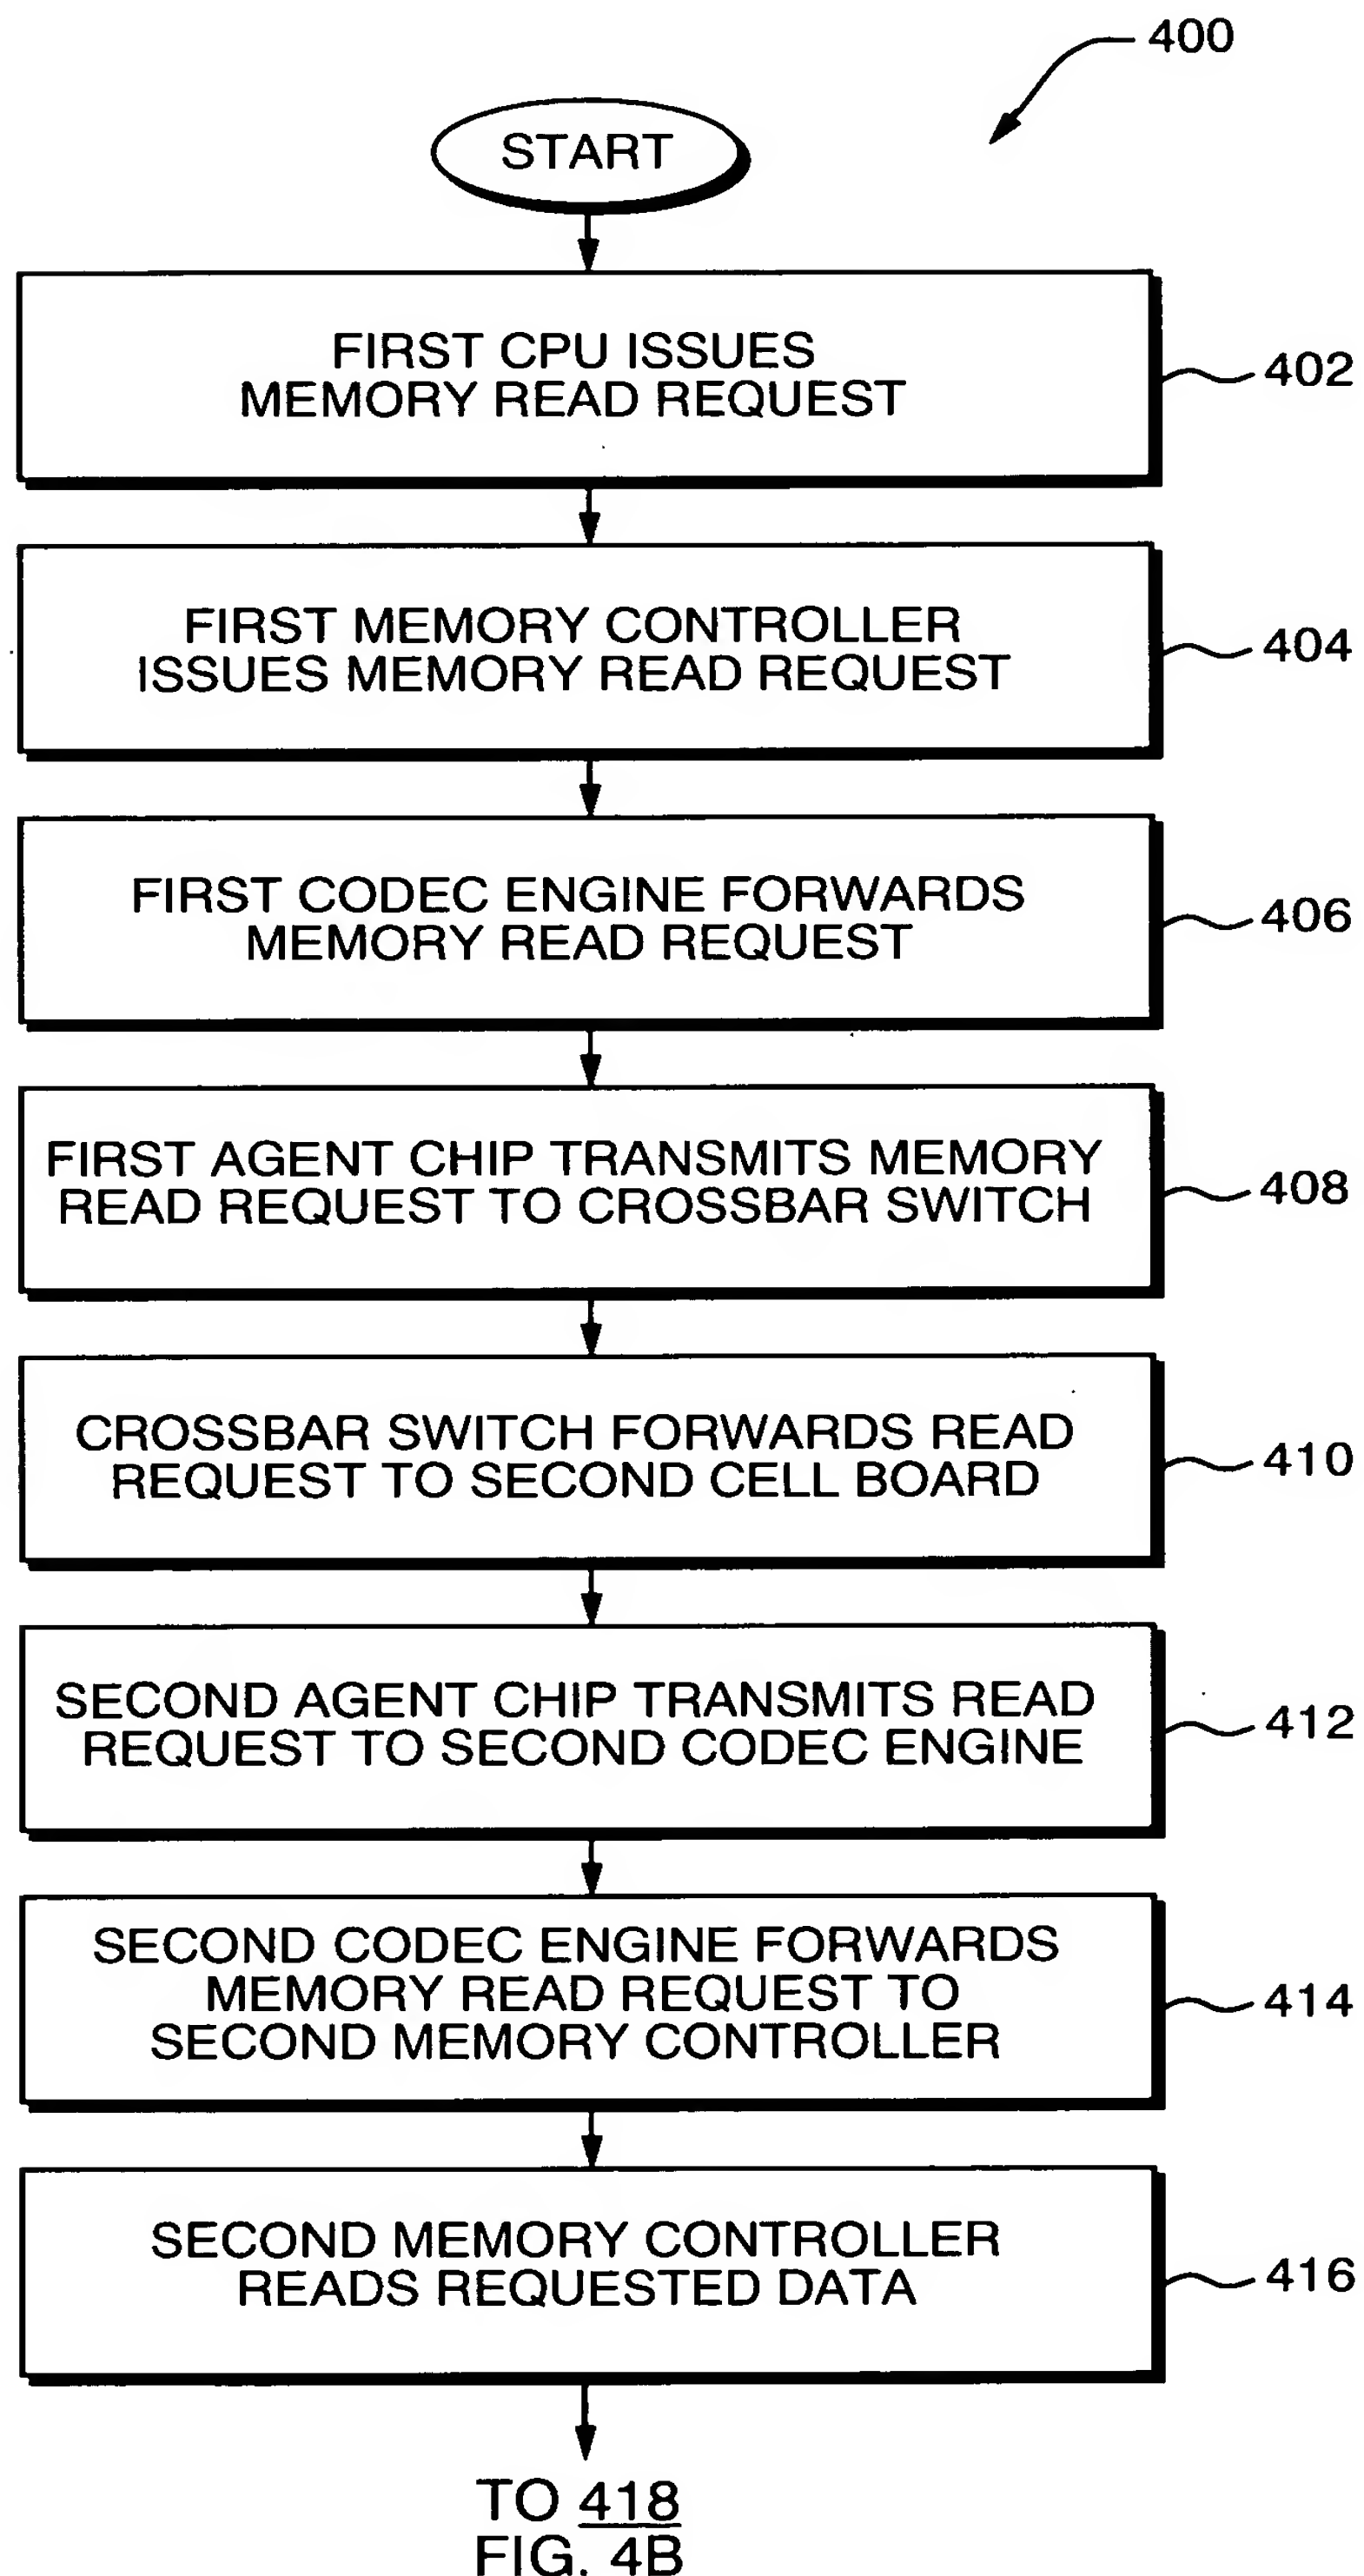 400
START
FIRST CPU ISSUES
MEMORY READ REQUEST
402
FIRST MEMORY CONTROLLER
ISSUES MEMORY READ REQUEST
404
FIRST CODEC ENGINE FORWARDS
MEMORY READ REQUEST
406
FIRST AGENT CHIP TRANSMITS MEMORY
READ REQUEST TO CROSSBAR SWITCH
408
CROSSBAR SWITCH FORWARDS READ
REQUEST TO SECOND CELL BOARD
410
SECOND AGENT CHIP TRANSMITS READ
REQUEST TO SECOND CODEC ENGINE
412
SECOND CODEC ENGINE FORWARDS
MEMORY READ REQUEST TO
SECOND MEMORY CONTROLLER
414
SECOND MEMORY CONTROLLER
READS REQUESTED DATA
416
TO 418
FIG. 4B